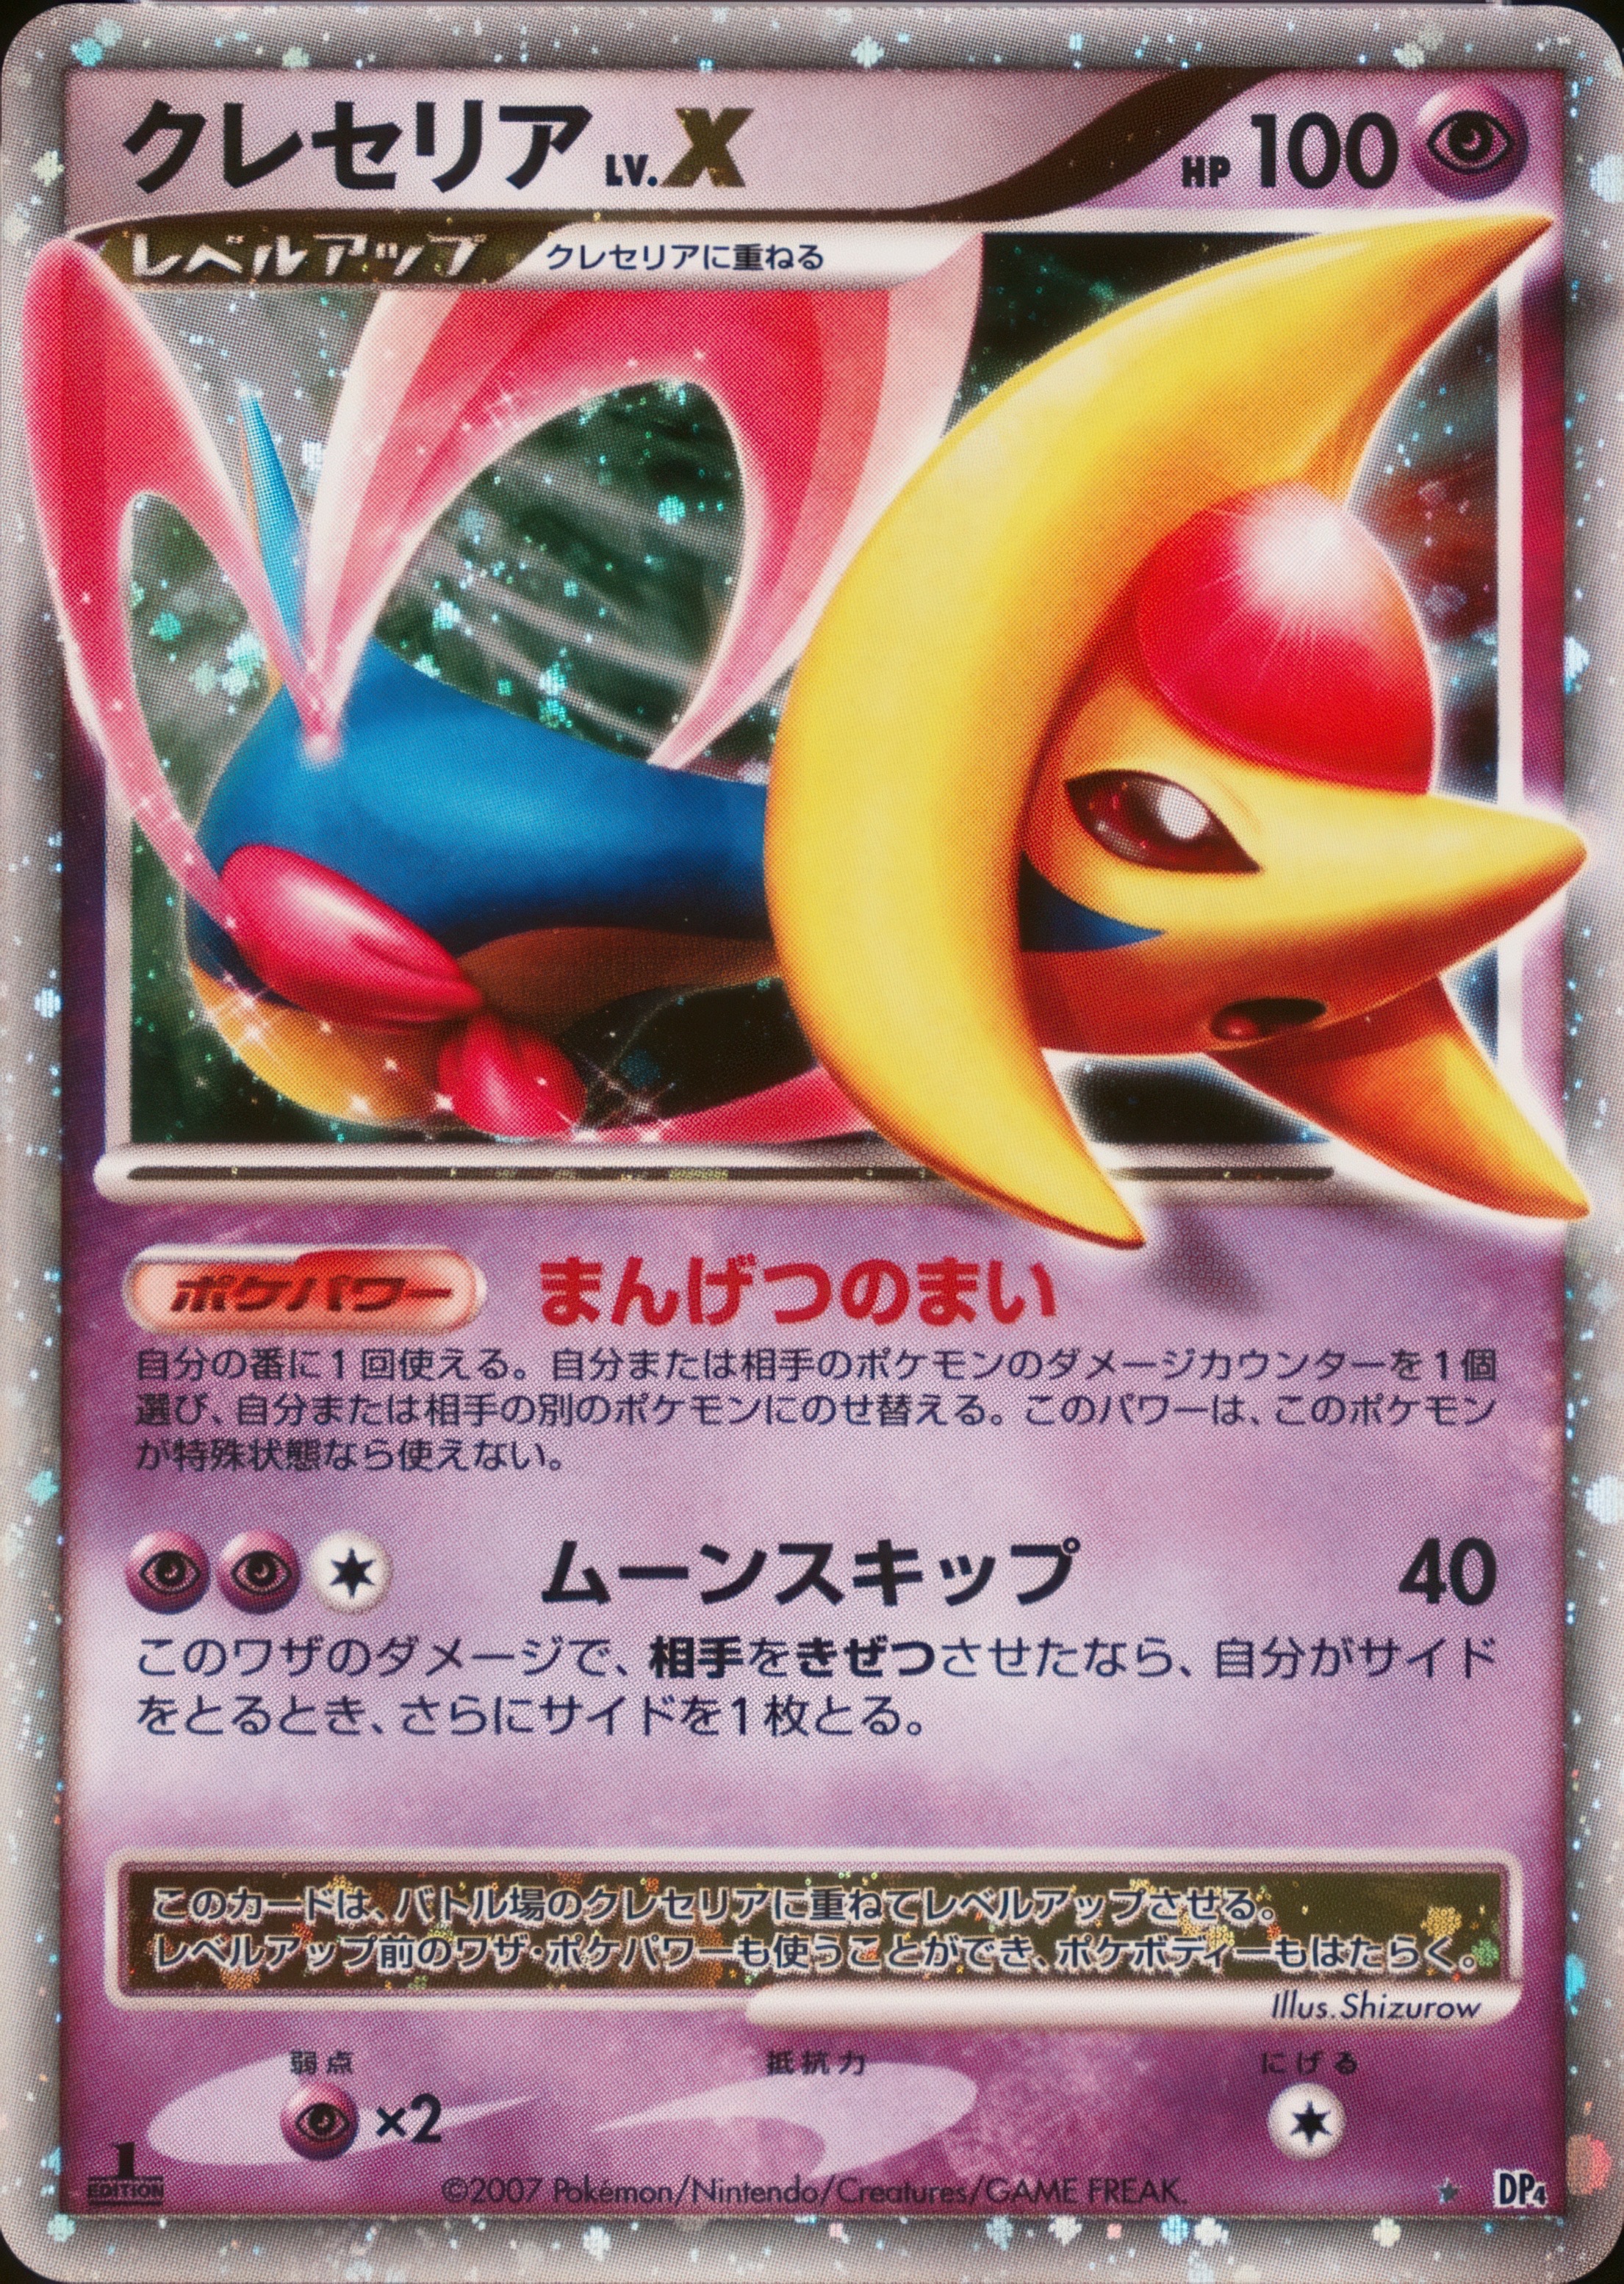 クレセリア LV.X HP 100
レベルアップ クレセリアに重ねる
ポケパワー まんげつのまい
自分の番に1回使える。自分または相手のポケモンのダメージカウンターを1個
選び、自分または相手の別のポケモンにのせ替える。このパワーは、このポケモン
が特殊状態なら使えない。
ムーンスキップ 40
このワザのダメージで、相手をきぜつさせたなら、自分がサイド
をとるとき、さらにサイドを1枚とる。
このカードは、バトル場のクレセリアに重ねてレベルアップさせる。
レベルアップ前のワザ・ポケパワーも使うことができ、ポケボディーもはたらく。
Illus. Shizurow
弱点 抵抗力 にげる
×2
1 EDITION
©2007 Pokémon/Nintendo/Creatures/GAME FREAK.
DP4